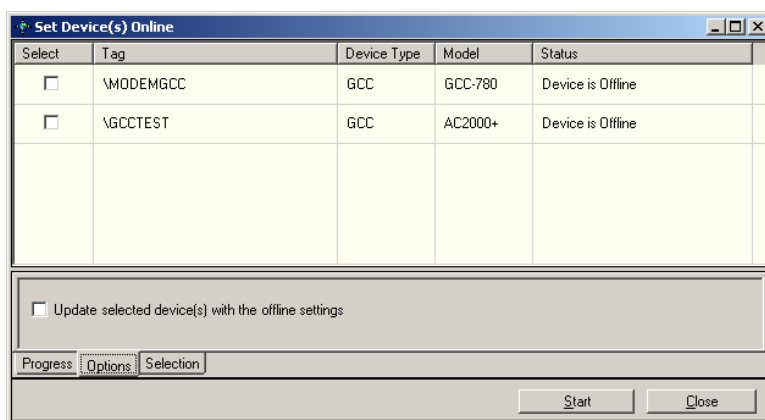 Set Device(s) Online
Select Tag Device Type Model Status
\MODEMGCC GCC GCC-780 Device is Offline
\GCCTEST GCC AC2000+ Device is Offline
Update selected device(s) with the offline settings
Progress Options Selection
Start Close